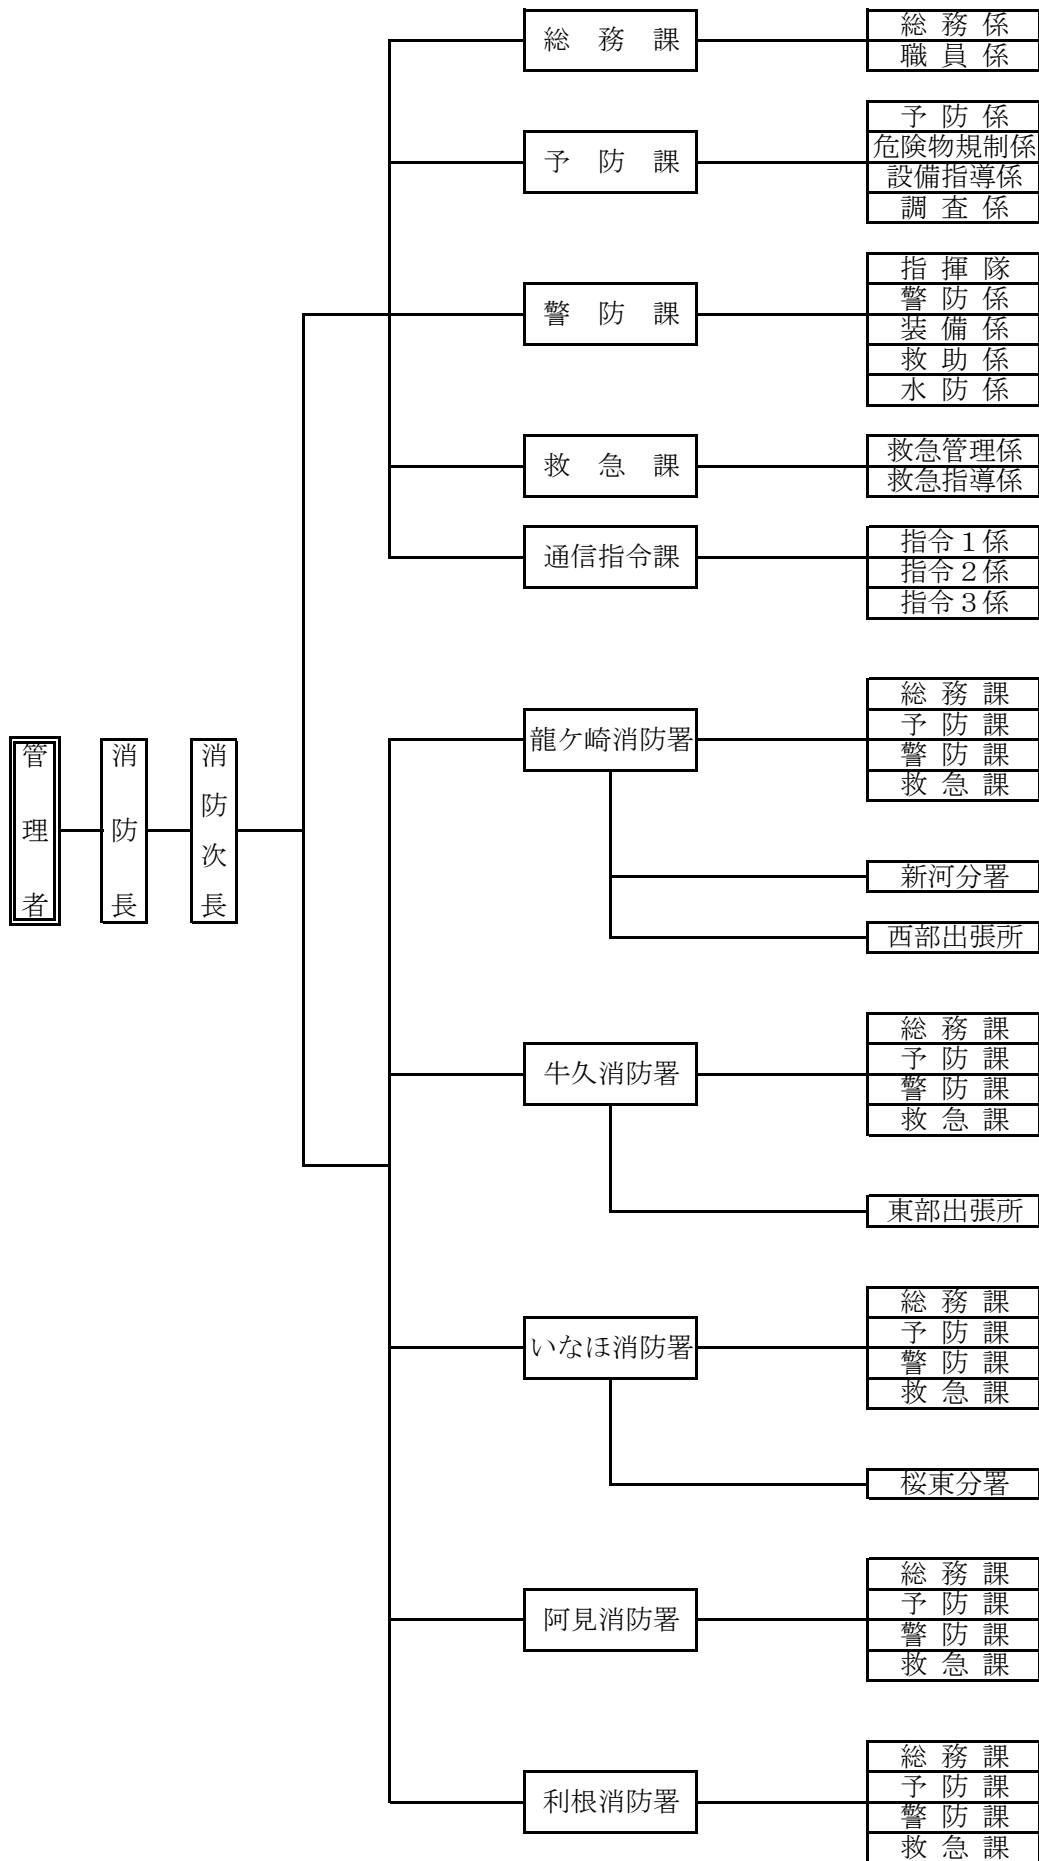 管理者
消防長
消防次長
総務課
総務係
職員係
予防課
予防係
危険物規制係
設備指導係
調査係
警防課
指揮隊
警防係
装備係
救助係
水防係
救急課
救急管理係
救急指導係
通信指令課
指令１係
指令２係
指令３係
龍ケ崎消防署
総務課
予防課
警防課
救急課
新河分署
西部出張所
牛久消防署
総務課
予防課
警防課
救急課
東部出張所
いなほ消防署
総務課
予防課
警防課
救急課
桜東分署
阿見消防署
総務課
予防課
警防課
救急課
利根消防署
総務課
予防課
警防課
救急課